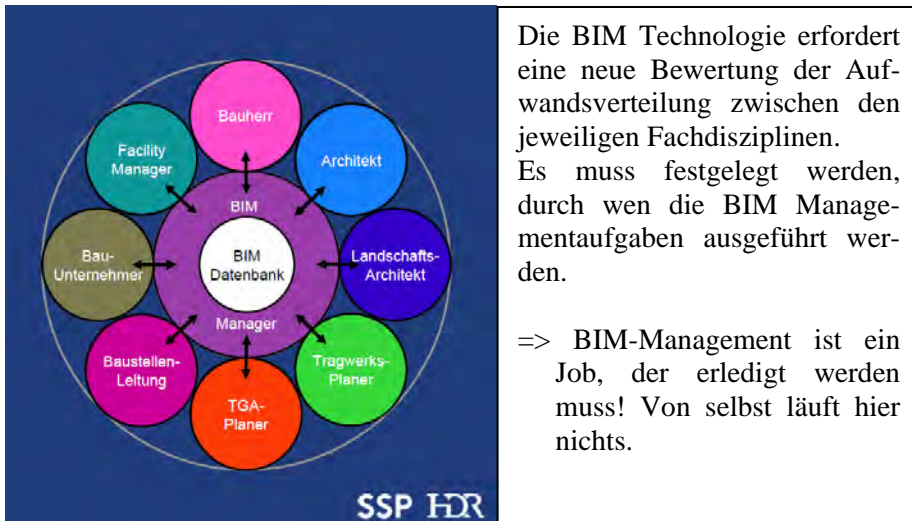 Bauherr
Facility
Manager
Architekt
BIM
Bau-
Unternehmer
BIM
Datenbank
Landschafts-
Architekt
Manager
Baustellen-
Leitung
Tragwerks-
Planer
TGA-
Planer
SSP HDR
Die BIM Technologie erfordert
eine neue Bewertung der Auf-
wandsverteilung zwischen den
jeweiligen Fachdisziplinen.
Es muss festgelegt werden,
durch wen die BIM Manage-
mentaufgaben ausgeführt wer-
den.
=> BIM-Management ist ein
Job, der erledigt werden
muss! Von selbst läuft hier
nichts.